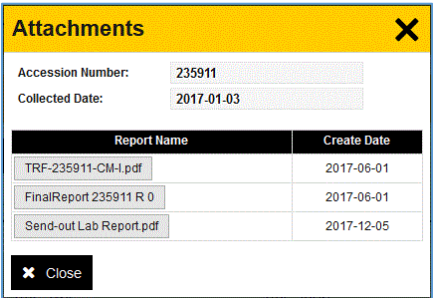 Attachments
Accession Number: 235911
Collected Date: 2017-01-03
Report Name Create Date
TRF-235911-CM-I.pdf 2017-06-01
FinalReport 235911 R 0 2017-06-01
Send-out Lab Report.pdf 2017-12-05
Close